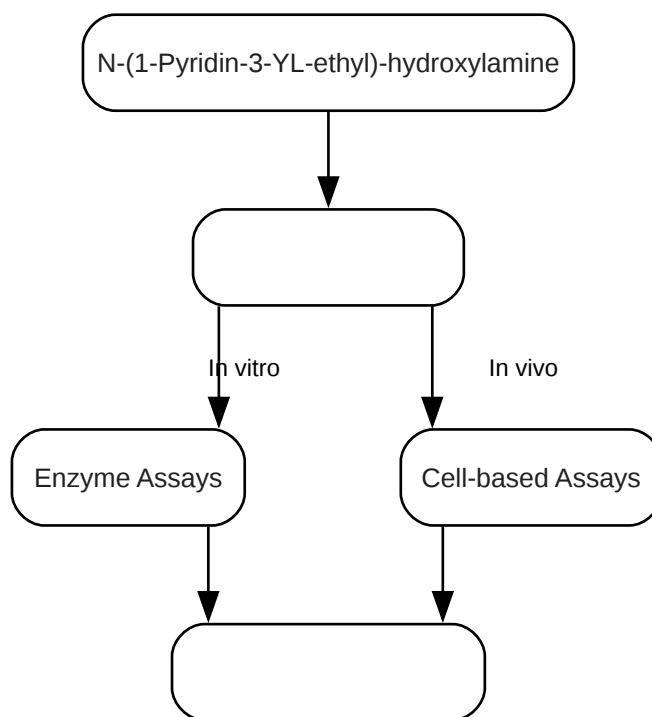 N-(1-Pyridin-3-YL-ethyl)-hydroxylamine
In vitro
In vivo
Enzyme Assays
Cell-based Assays